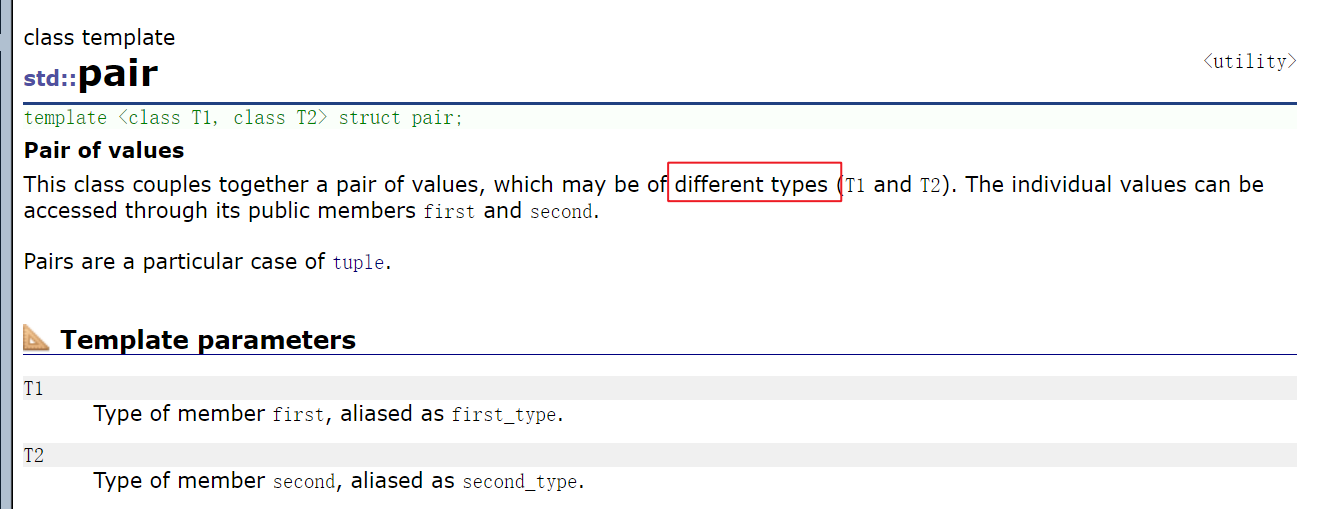 class template
std::pair
<utility>
template <class T1, class T2> struct pair;
Pair of values
This class couples together a pair of values, which may be of different types (T1 and T2). The individual values can be
accessed through its public members first and second.
Pairs are a particular case of tuple.
Template parameters
T1
Type of member first, aliased as first_type.
T2
Type of member second, aliased as second_type.